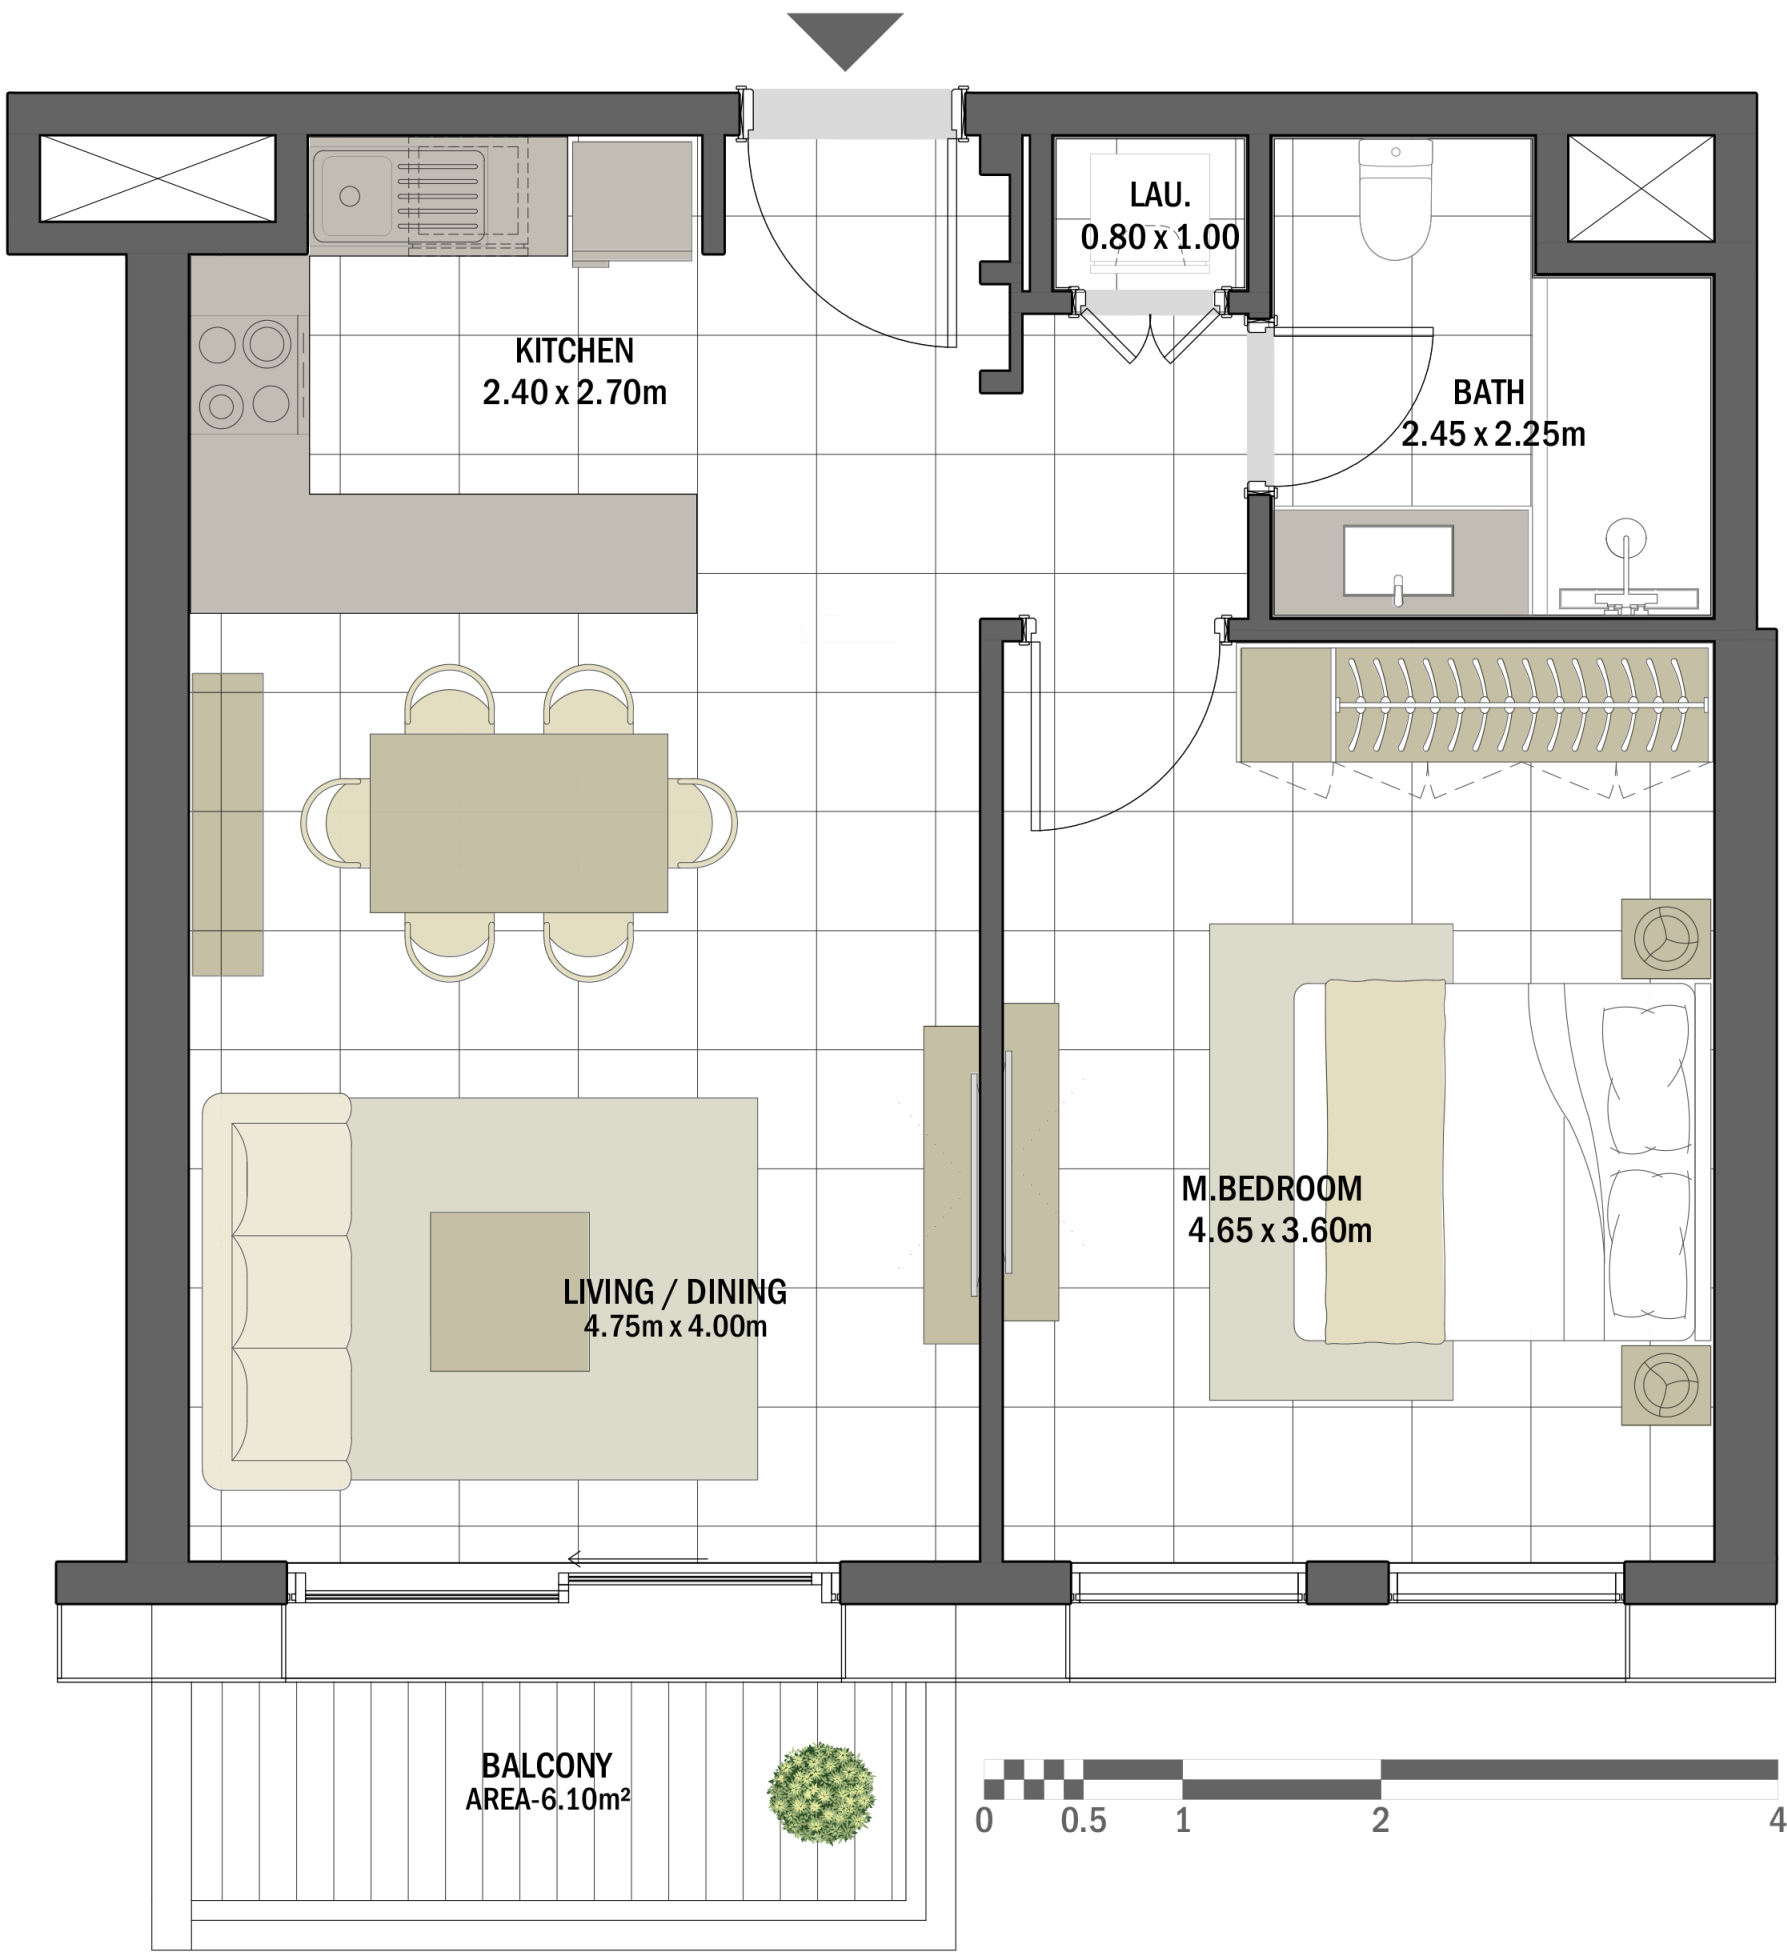 LAU.
0.80 x 1.00
KITCHEN
2.40 x 2.70m
BATH
2.45 x 2.25m
M.BEDROOM
4.65 x 3.60m
LIVING / DINING
4.75m x 4.00m
BALCONY
AREA-6.10m²
0 0.5 1 2 4